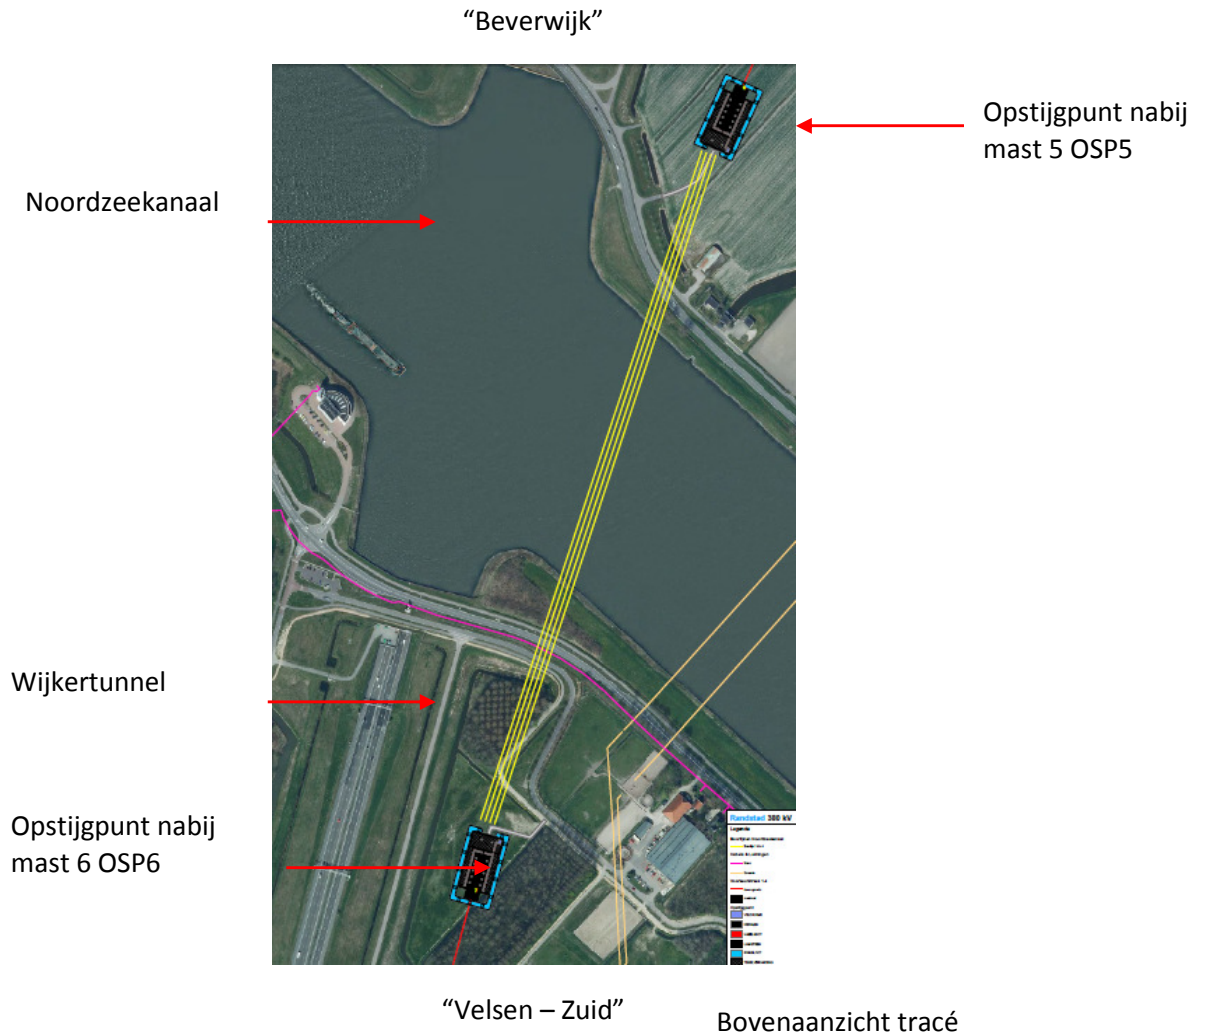 “Beverwijk”
Opstijgpunt nabij
mast 5 OSP5
Noordzeekanaal
Wijkertunnel
Opstijgpunt nabij
mast 6 OSP6
Randstad 380 kV
Legenda
“Velsen – Zuid”
Bovenaanzicht tracé